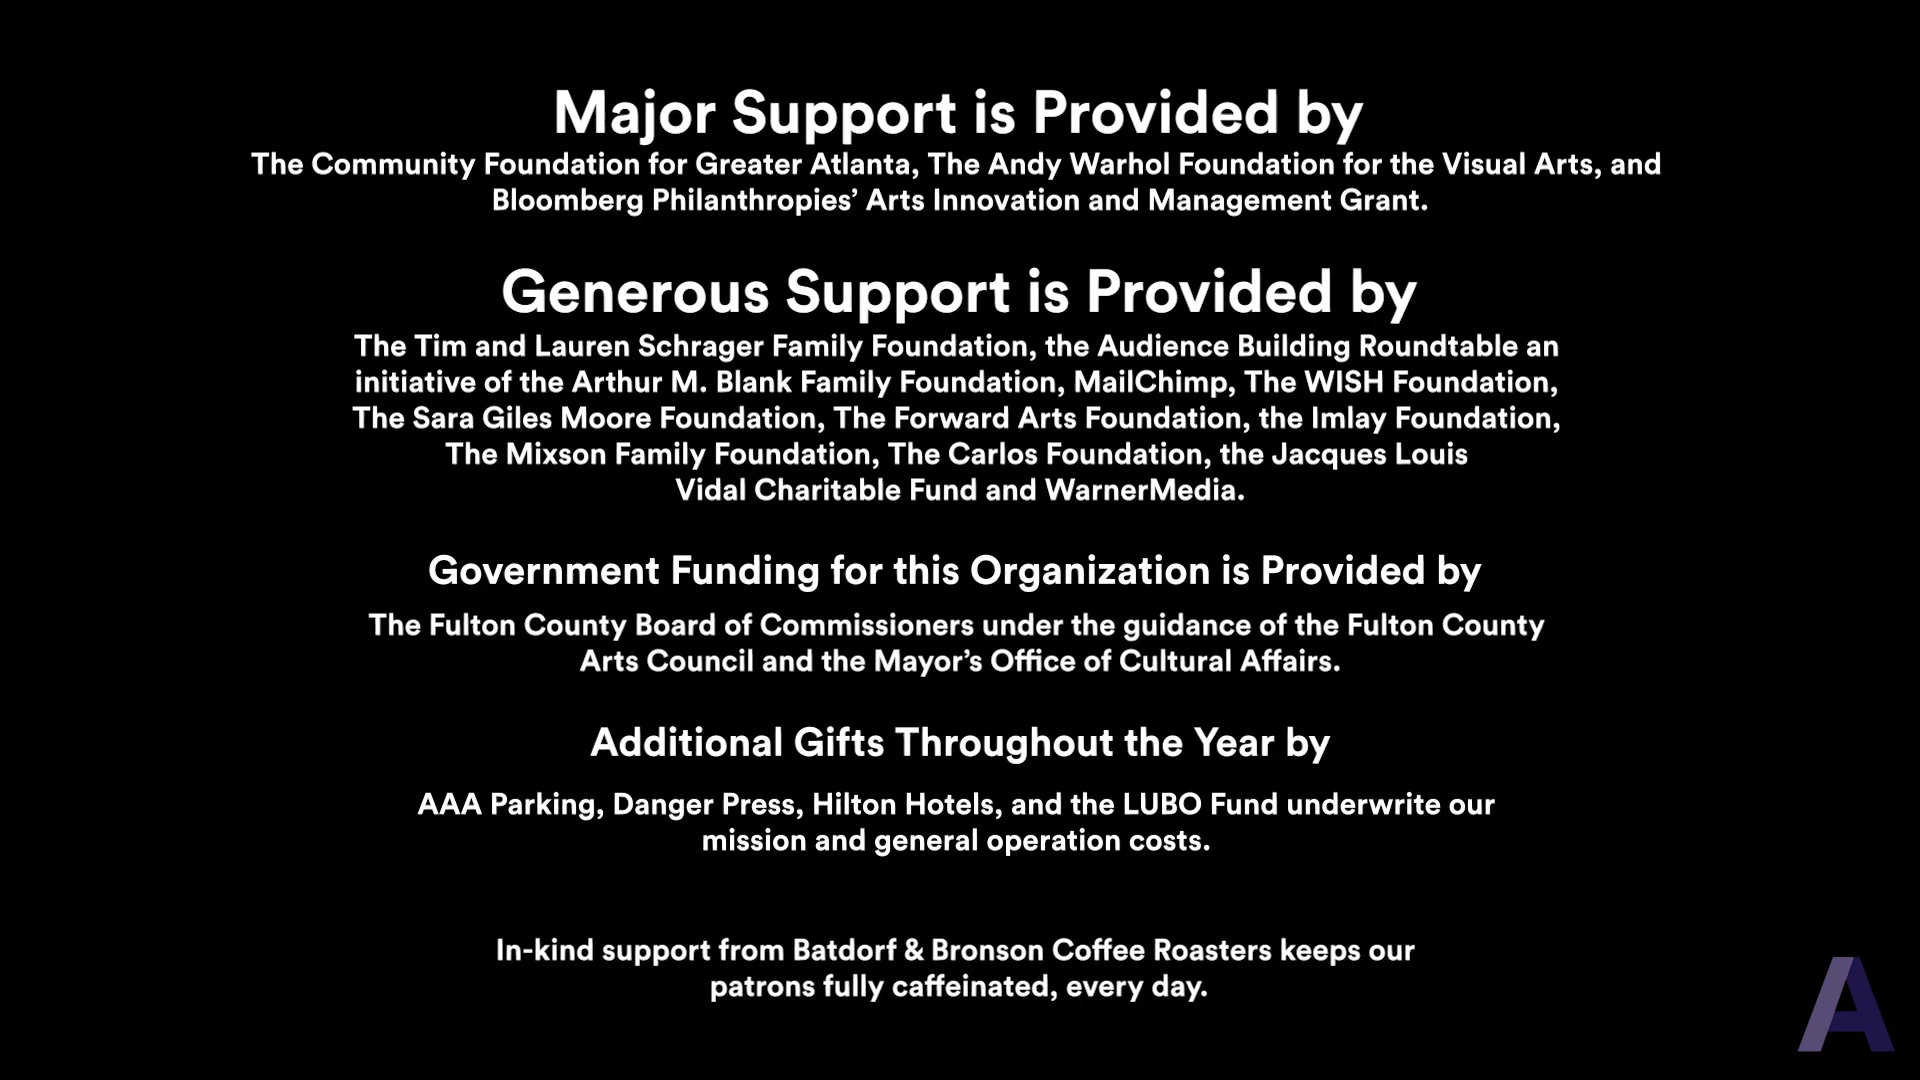 Major Support is Provided by
The Community Foundation for Greater Atlanta, The Andy Warhol Foundation for the Visual Arts, and
Bloomberg Philanthropies’ Arts Innovation and Management Grant.
Generous Support is Provided by
The Tim and Lauren Schrager Family Foundation, the Audience Building Roundtable an
initiative of the Arthur M. Blank Family Foundation, MailChimp, The WISH Foundation,
The Sara Giles Moore Foundation, The Forward Arts Foundation, the Imlay Foundation,
The Mixson Family Foundation, The Carlos Foundation, the Jacques Louis
Vidal Charitable Fund and WarnerMedia.
Government Funding for this Organization is Provided by
The Fulton County Board of Commissioners under the guidance of the Fulton County
Arts Council and the Mayor’s Office of Cultural Affairs.
Additional Gifts Throughout the Year by
AAA Parking, Danger Press, Hilton Hotels, and the LUBO Fund underwrite our
mission and general operation costs.
In-kind support from Batdorf & Bronson Coffee Roasters keeps our
patrons fully caffeinated, every day.
A